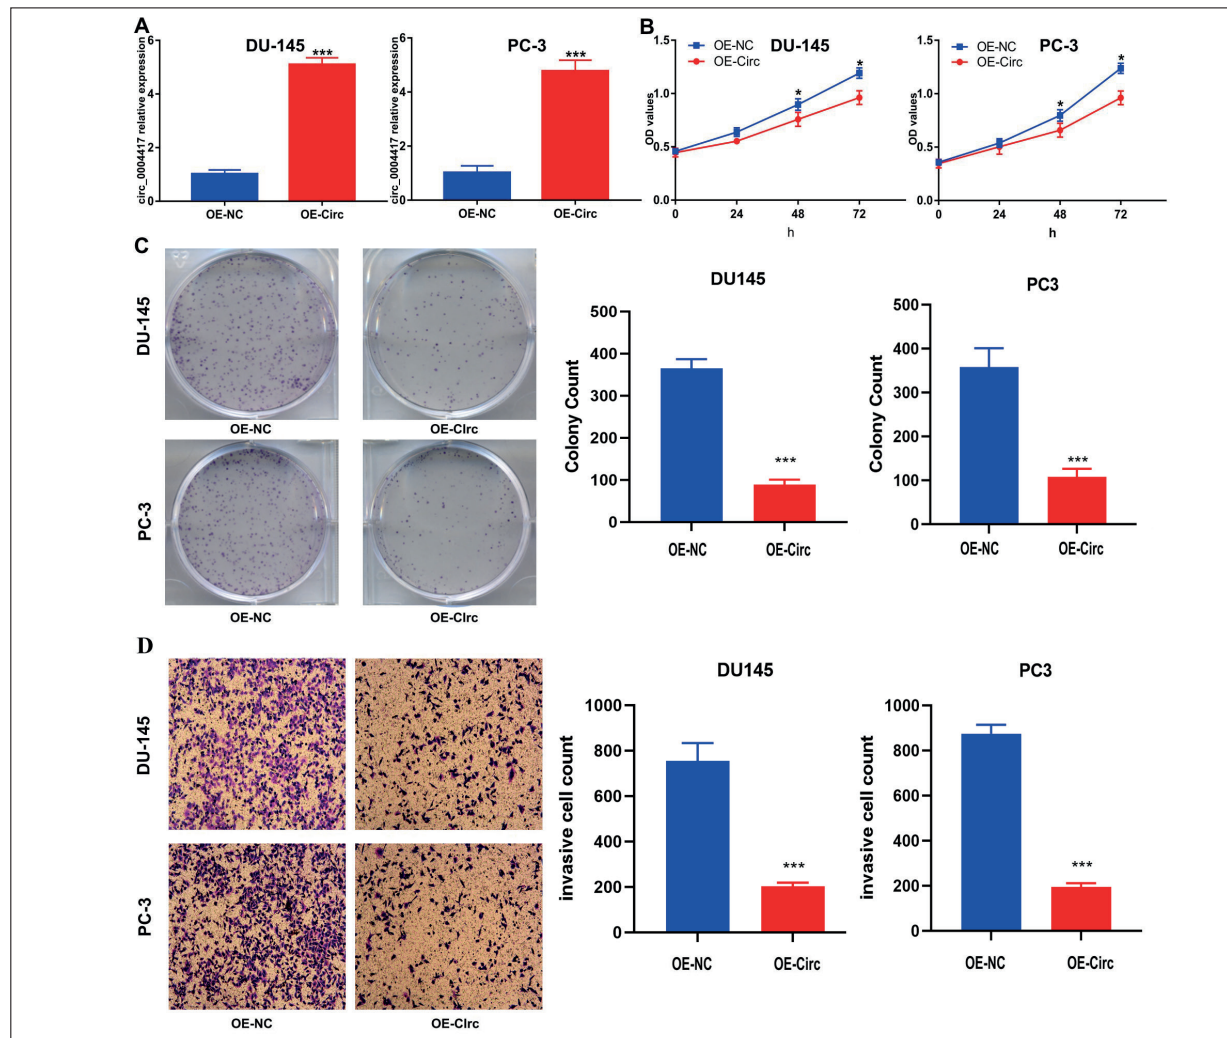 A
DU-145
circ_0004417 relative expression
6
4
2
0
***
OE-NC
OE-Circ
PC-3
circ_0004417 relative expression
6
4
2
0
***
OE-NC
OE-Circ
B
DU-145
OE-NC
OE-Circ
OD values
1.5
1.0
0.5
0.0
*
*
0
24
48
72
h
PC-3
OE-NC
OE-Circ
OD values
1.5
1.0
0.5
0.0
*
*
0
24
48
72
h
C
DU-145
OE-NC
OE-CIrc
PC-3
OE-NC
OE-CIrc
DU145
Colony Count
500
400
300
200
100
0
***
OE-NC
OE-Circ
PC3
Colony Count
500
400
300
200
100
0
***
OE-NC
OE-Circ
D
DU-145
PC-3
OE-NC
OE-CIrc
DU145
invasive cell count
1000
800
600
400
200
0
***
OE-NC
OE-Circ
PC3
invasive cell count
1000
800
600
400
200
0
***
OE-NC
OE-Circ